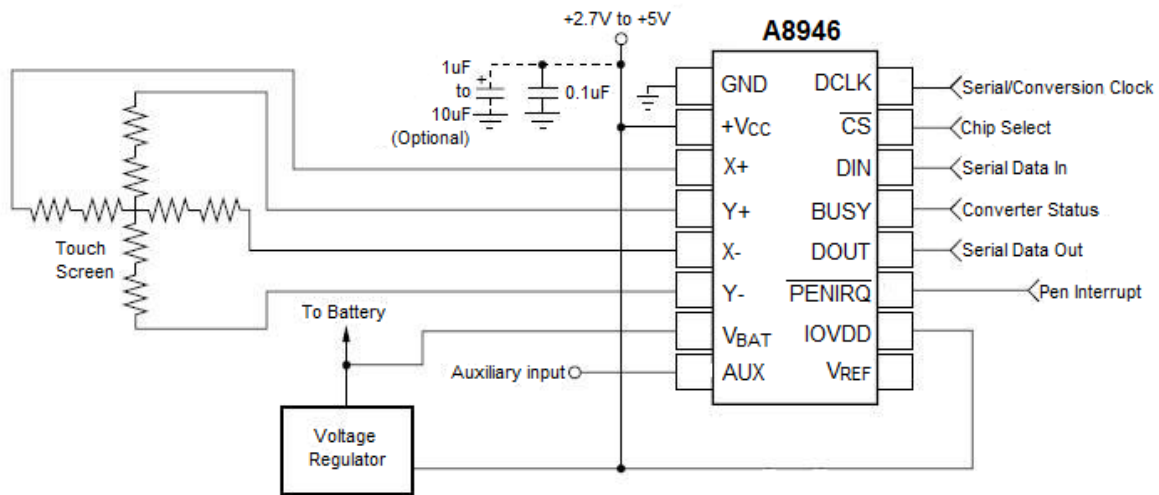 +2.7V to +5V
A8946
1uF
to
10uF
(Optional)
+
0.1uF
GND
+VCC
X+
Y+
X-
Y-
VBAT
AUX
DCLK
CS
DIN
BUSY
DOUT
PENIRQ
IOVDD
VREF
Serial/Conversion Clock
Chip Select
Serial Data In
Converter Status
Serial Data Out
Pen Interrupt
Touch
Screen
To Battery
Auxiliary input
Voltage
Regulator